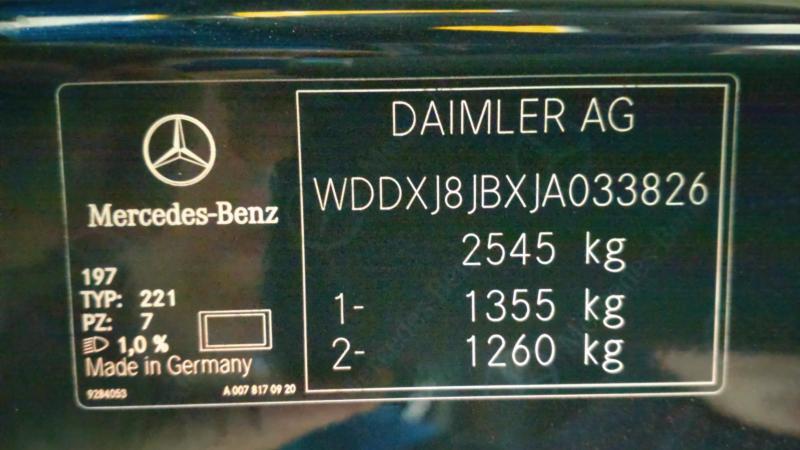 Mercedes-Benz
197
TYP: 221
PZ: 7
1,0 %
Made in Germany
9284053
A 007 817 09 20
DAIMLER AG
WDDXJ8JBXJA033826
2545 kg
1- 1355 kg
2- 1260 kg